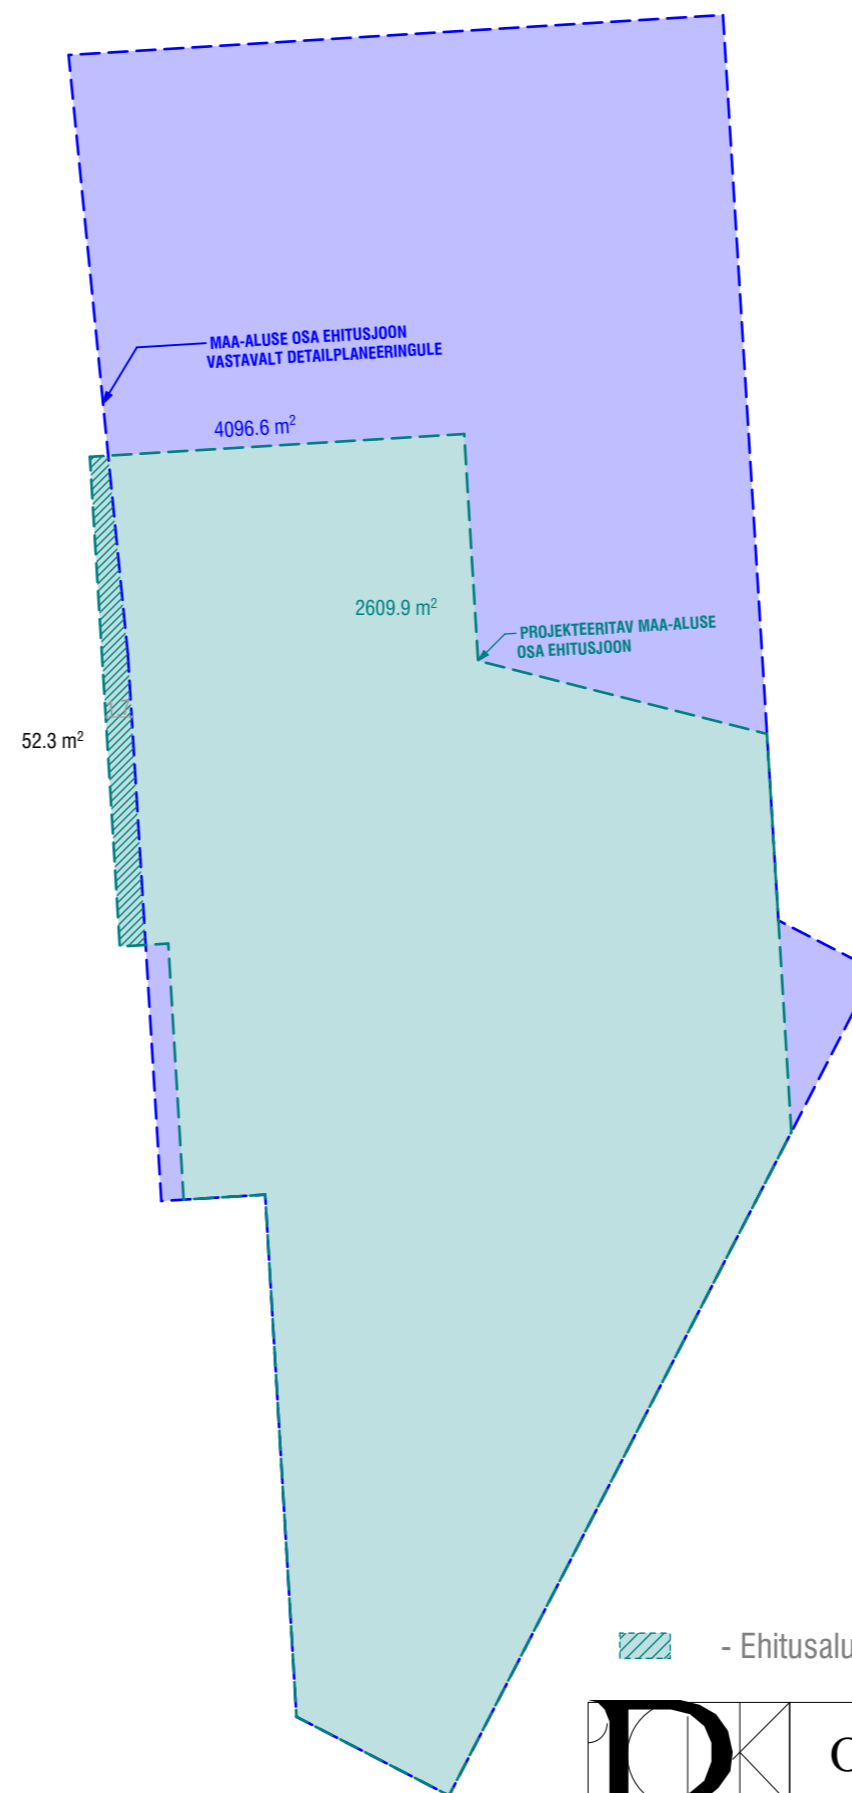 MAA-ALUSE OSA EHITUSJOON
VASTAVALT DETAILPLANEERINGULE
4096.6 m²
2609.9 m²
PROJEKTEERITAV MAA-ALUSE
OSA EHITUSJOON
52.3 m²
- Ehitusalu